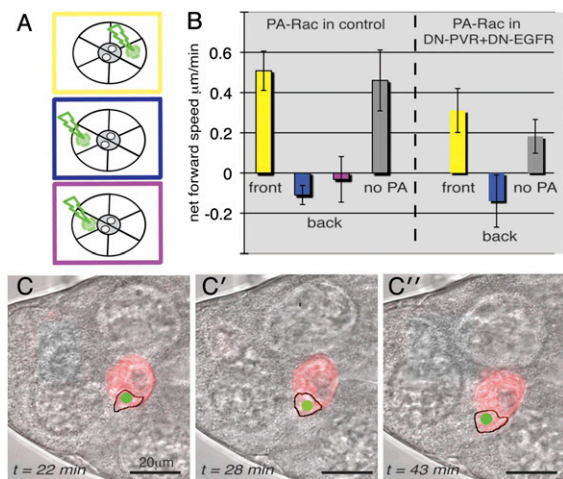 A
B
PA-Rac in control
PA-Rac in
DN-PVR+DN-EGFR
net forward speed µm/min
0.6
0.4
0.2
0
-0.2
front
no PA
back
front
no PA
back
C
t = 22 min
20µm
C'
t = 28 min
C''
t = 43 min